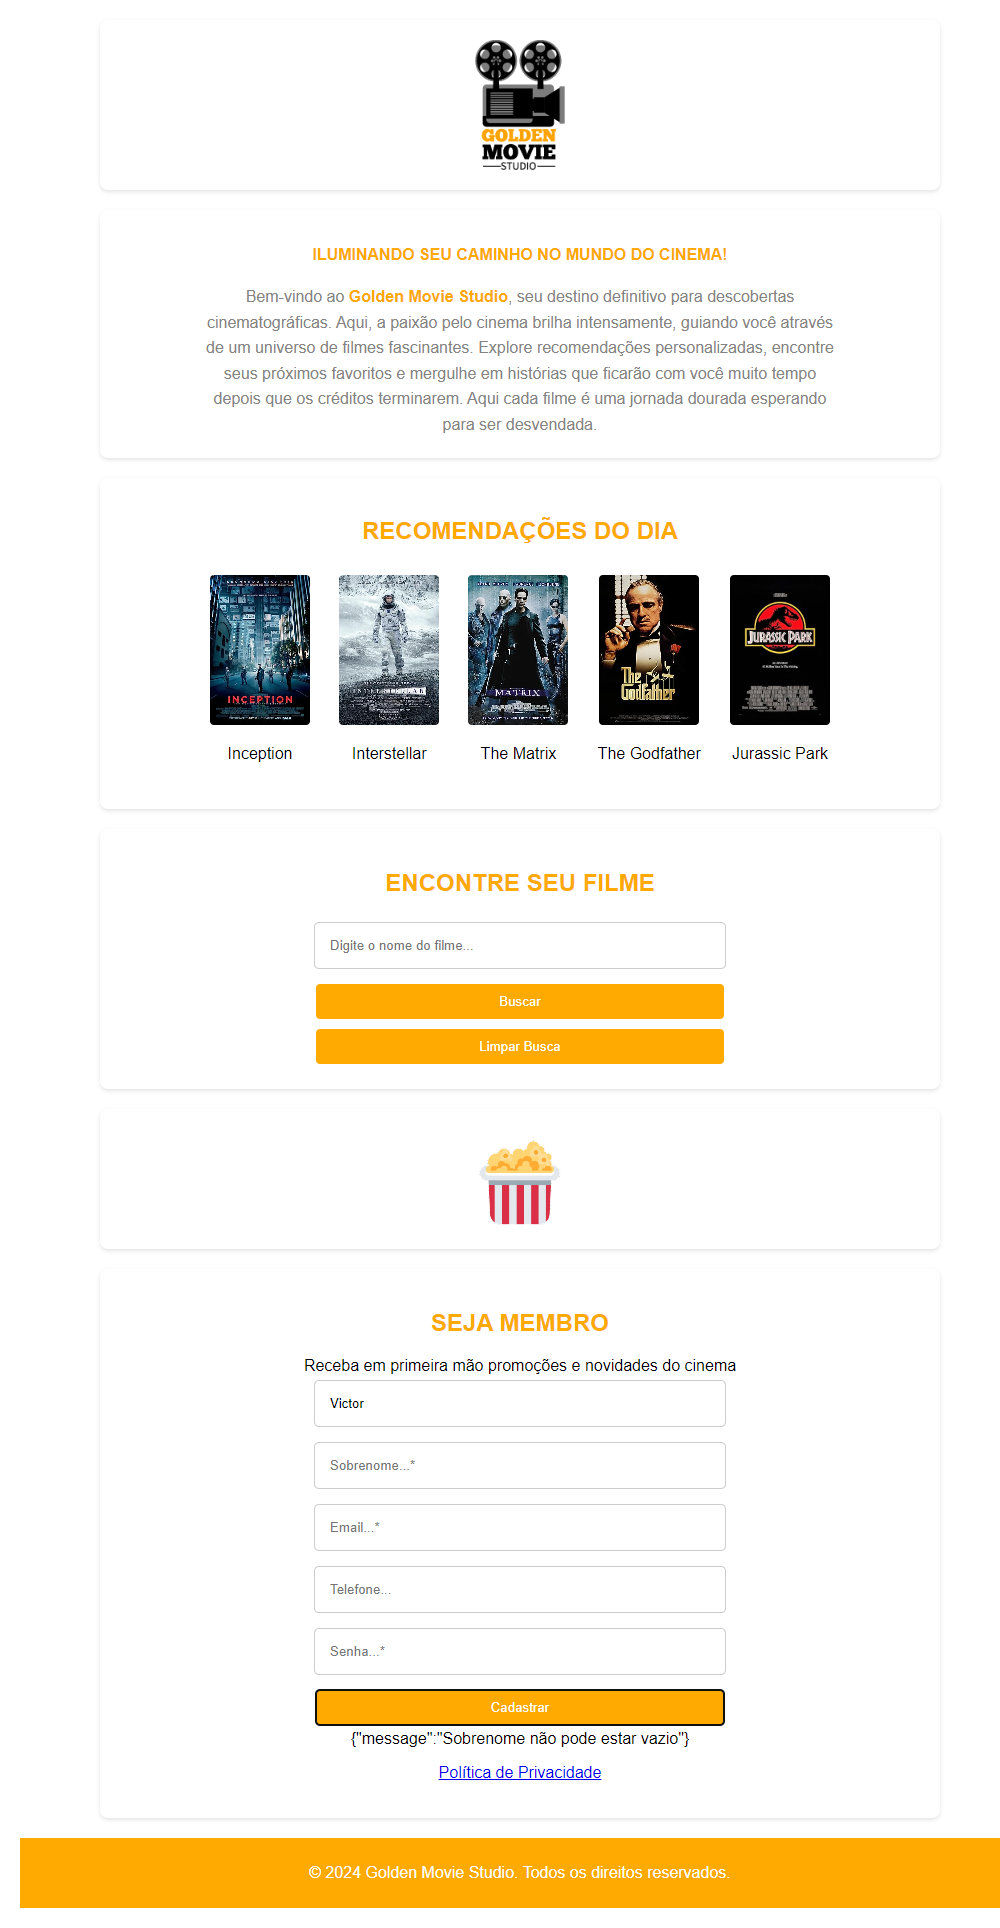 GOLDEN
MOVIE
STUDIO
ILUMINANDO SEU CAMINHO NO MUNDO DO CINEMA!
Bem-vindo ao Golden Movie Studio, seu destino definitivo para descobertas
cinematográficas. Aqui, a paixão pelo cinema brilha intensamente, guiando você através
de um universo de filmes fascinantes. Explore recomendações personalizadas, encontre
seus próximos favoritos e mergulhe em histórias que ficarão com você muito tempo
depois que os créditos terminarem. Aqui cada filme é uma jornada dourada esperando
para ser desvendada.
RECOMENDAÇÕES DO DIA
INCEPTION
INTERSTELLAR
MATRIX
The
Godfather
JURASSIC PARK
Inception
Interstellar
The Matrix
The Godfather
Jurassic Park
ENCONTRE SEU FILME
Digite o nome do filme...
Buscar
Limpar Busca
SEJA MEMBRO
Receba em primeira mão promoções e novidades do cinema
Victor
Sobrenome...*
Email...*
Telefone...
Senha...*
Cadastrar
{"message":"Sobrenome não pode estar vazio"}
Política de Privacidade
© 2024 Golden Movie Studio. Todos os direitos reservados.